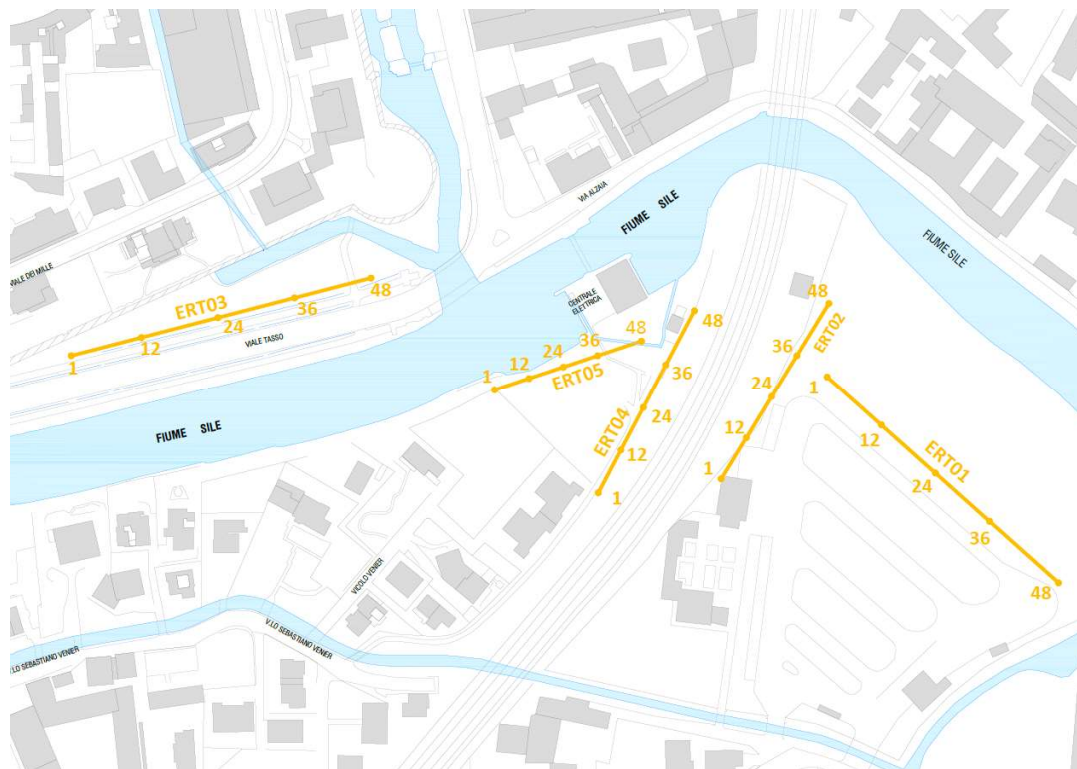 VIA ALZAIA
FIUME SILE
FIUME SILE
VIALE DEI MILLE
ERT03
48
36
24
12
1
VIALE TASSO
CENTRALE
ELETTRICA
48
36
24
12
1
ERT05
48
36
24
12
1
ERT04
48
36
24
12
1
ERT02
1
12
24
36
48
ERT01
FIUME SILE
VICOLO VENIER
V.LO SEBASTIANO VENIER
V.LO SEBASTIANO VENIER